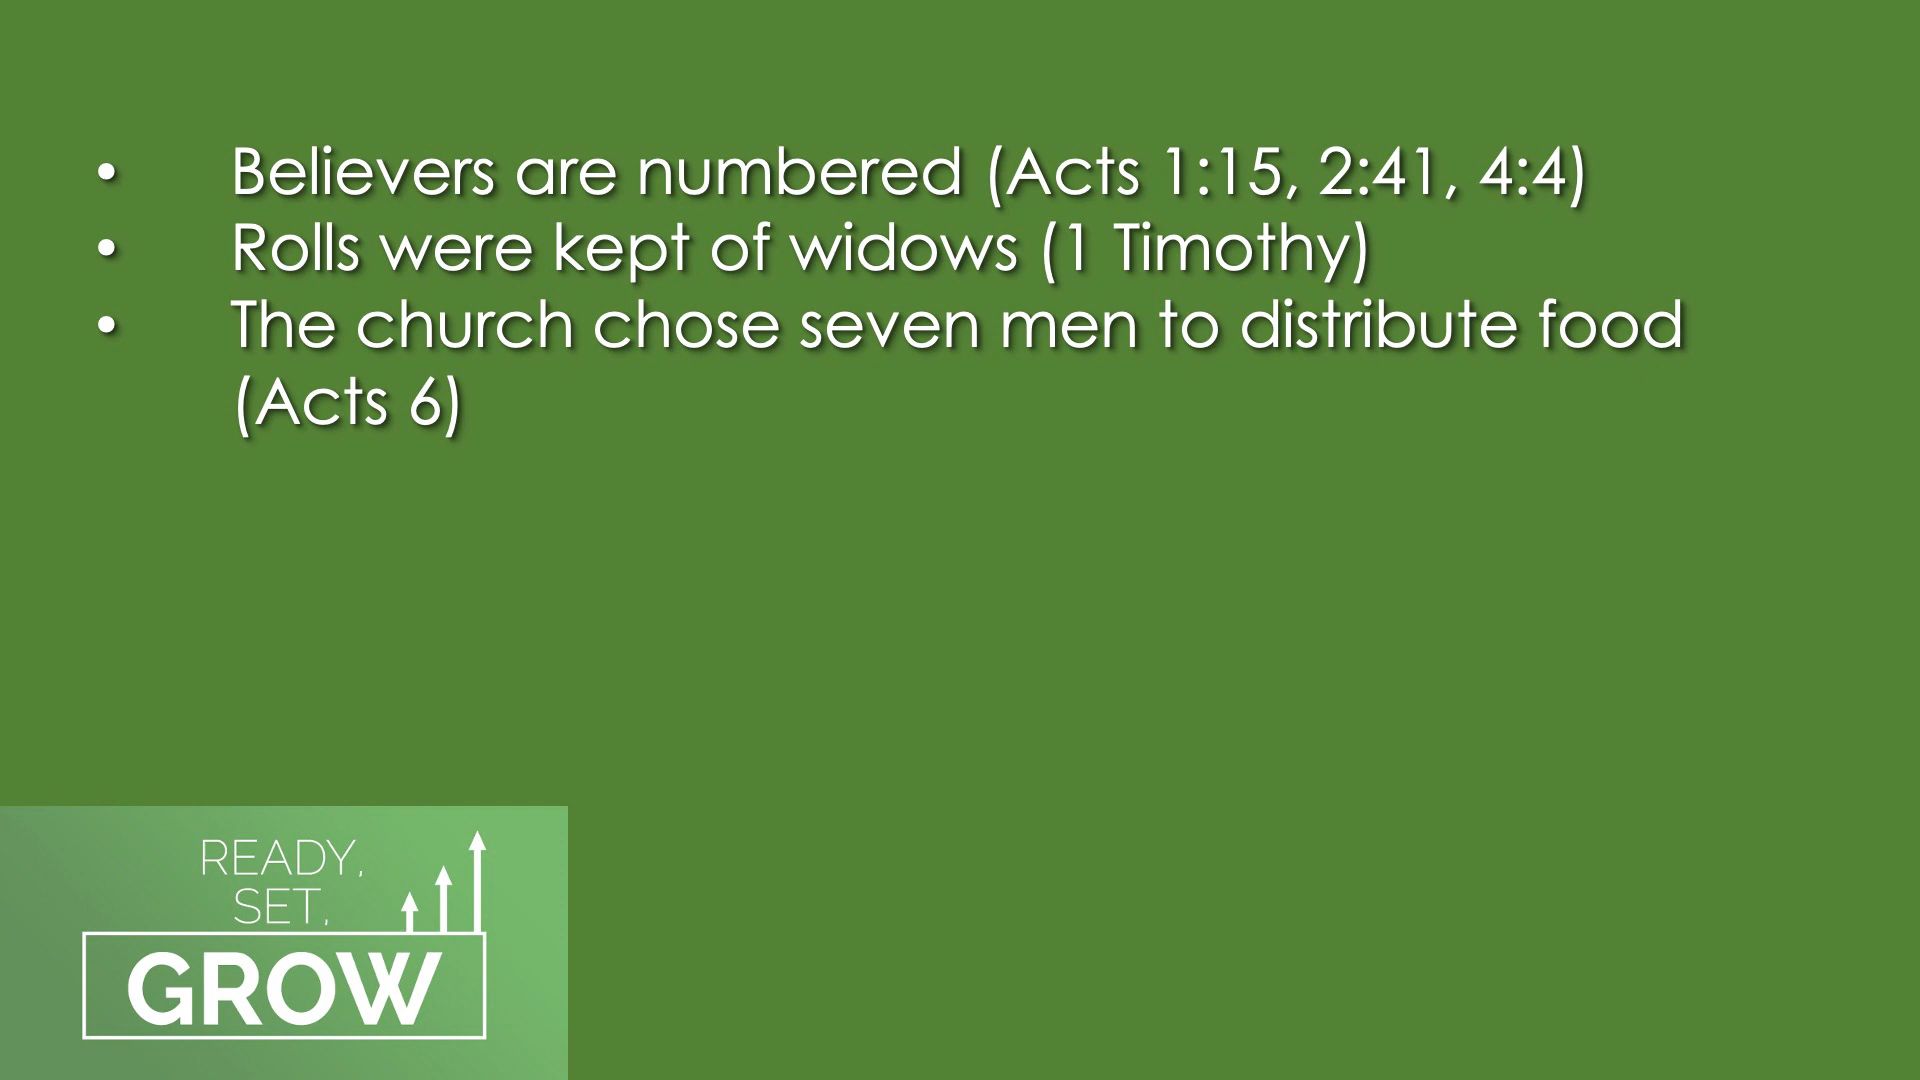 • Believers are numbered (Acts 1:15, 2:41, 4:4)
• Rolls were kept of widows (1 Timothy)
• The church chose seven men to distribute food
(Acts 6)
READY,
SET,
GROW